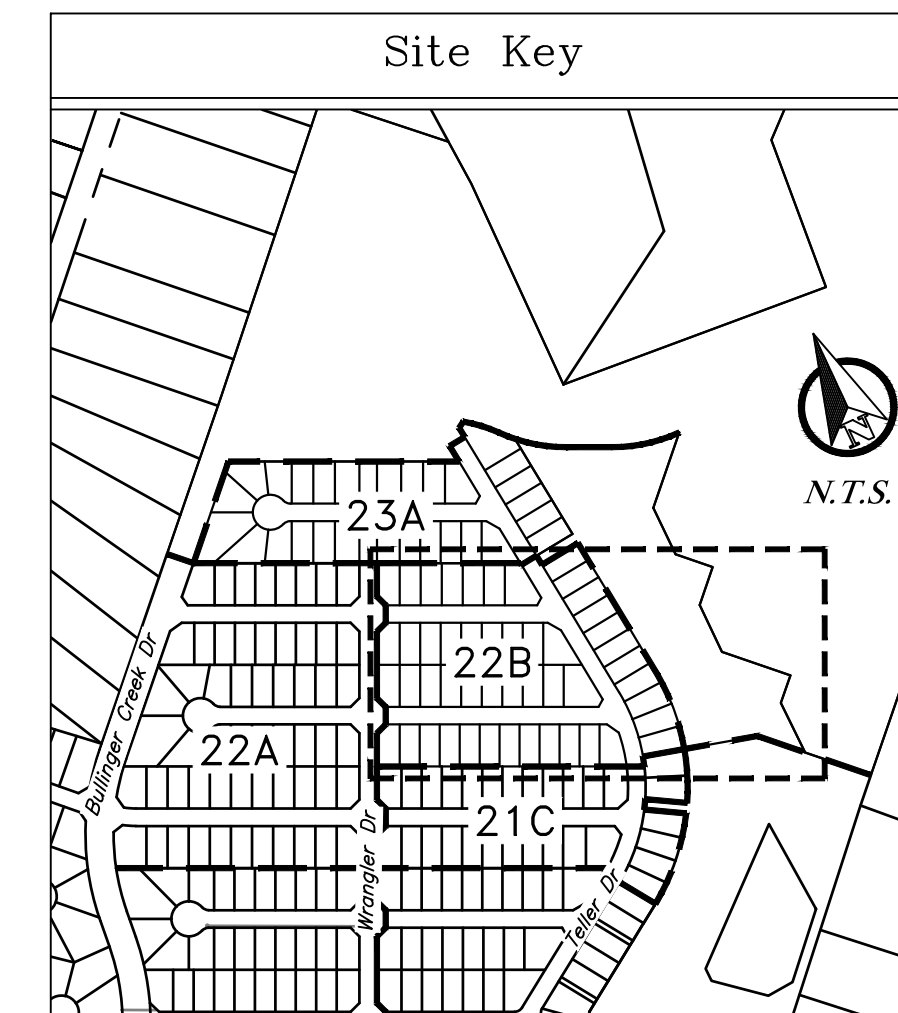 Site Key
N
N.T.S.
23A
22B
Bullinger Creek Dr
22A
21C
Wrangler Dr
Teller Dr